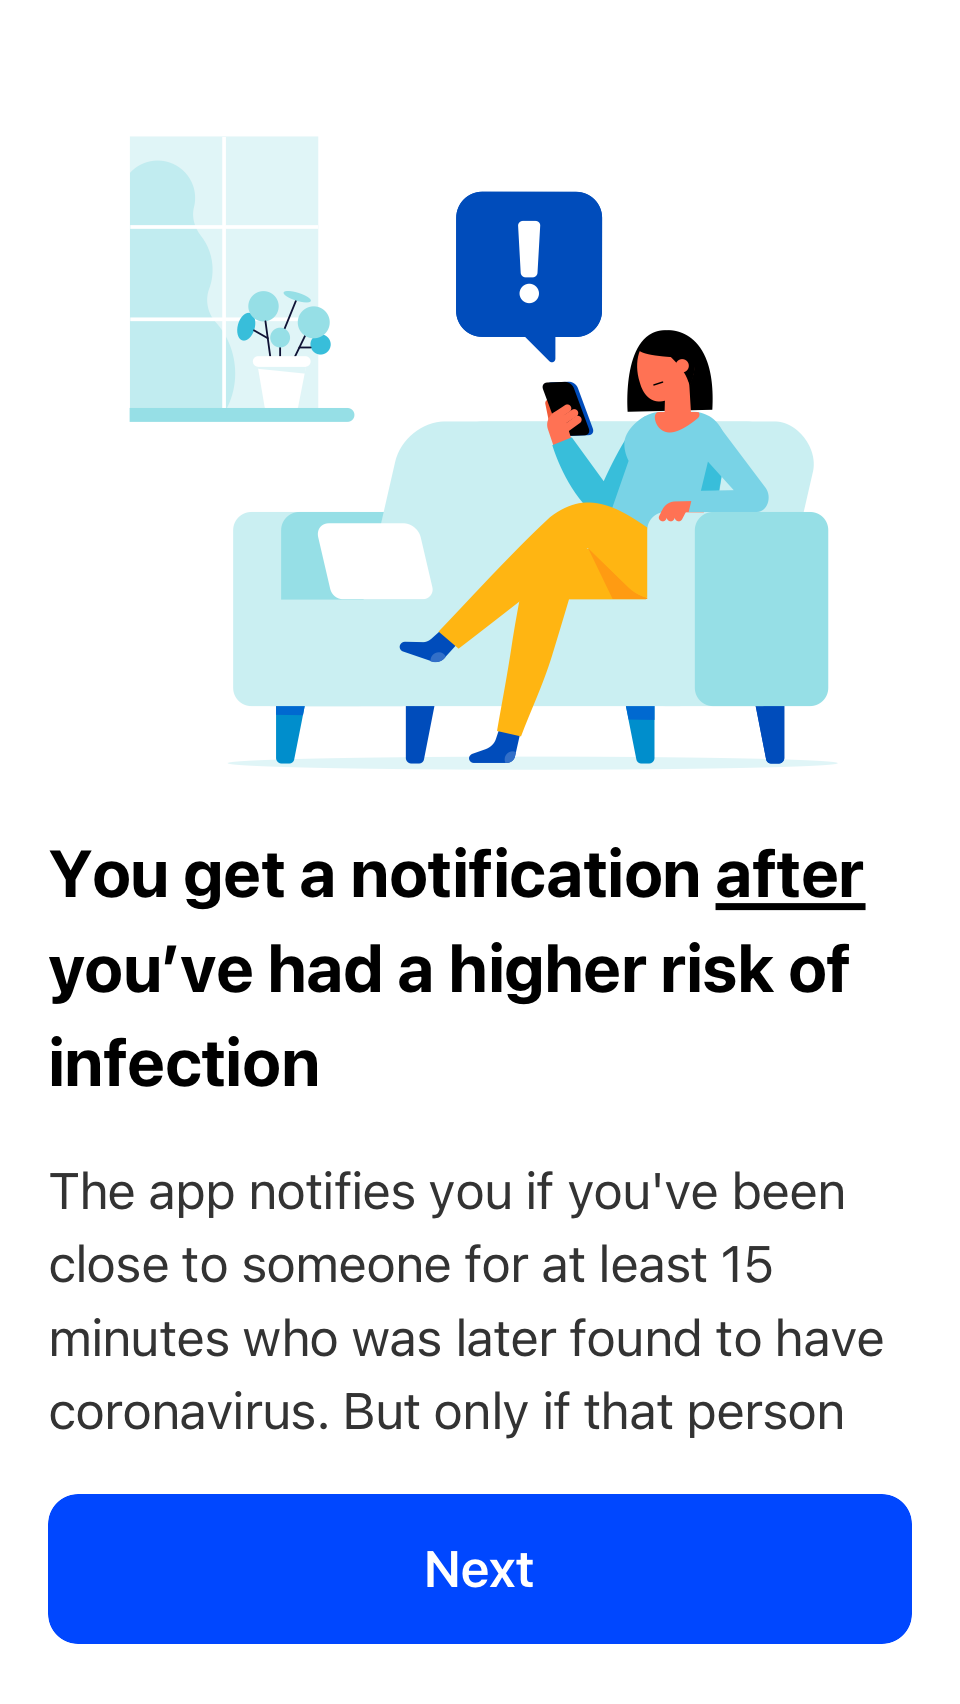 !
You get a notification after
you’ve had a higher risk of
infection
The app notifies you if you've been
close to someone for at least 15
minutes who was later found to have
coronavirus. But only if that person
Next